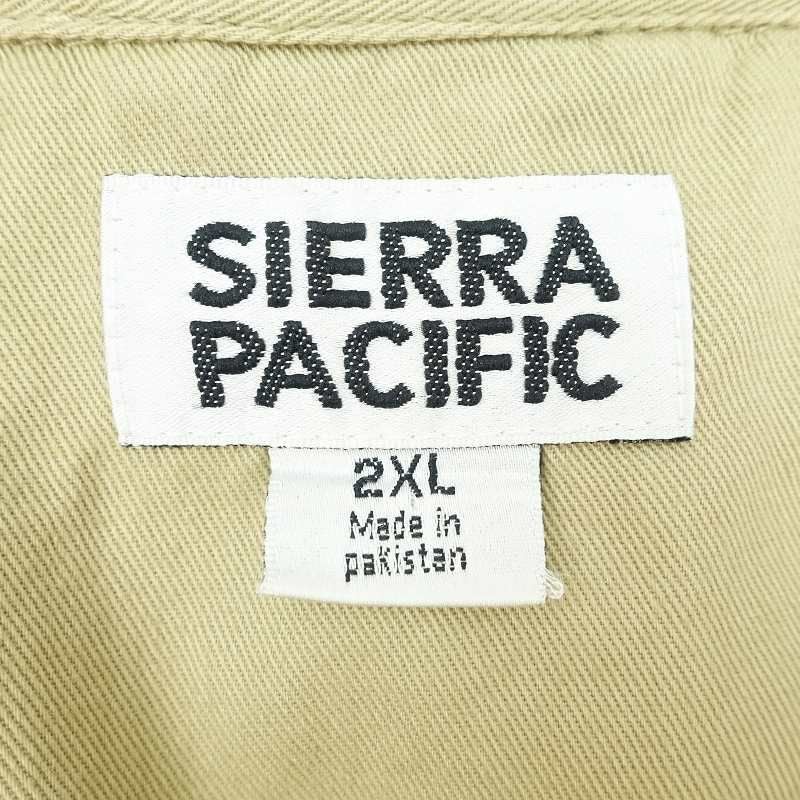 SIERRA
PACIFIC
2XL
Made in
pakistan